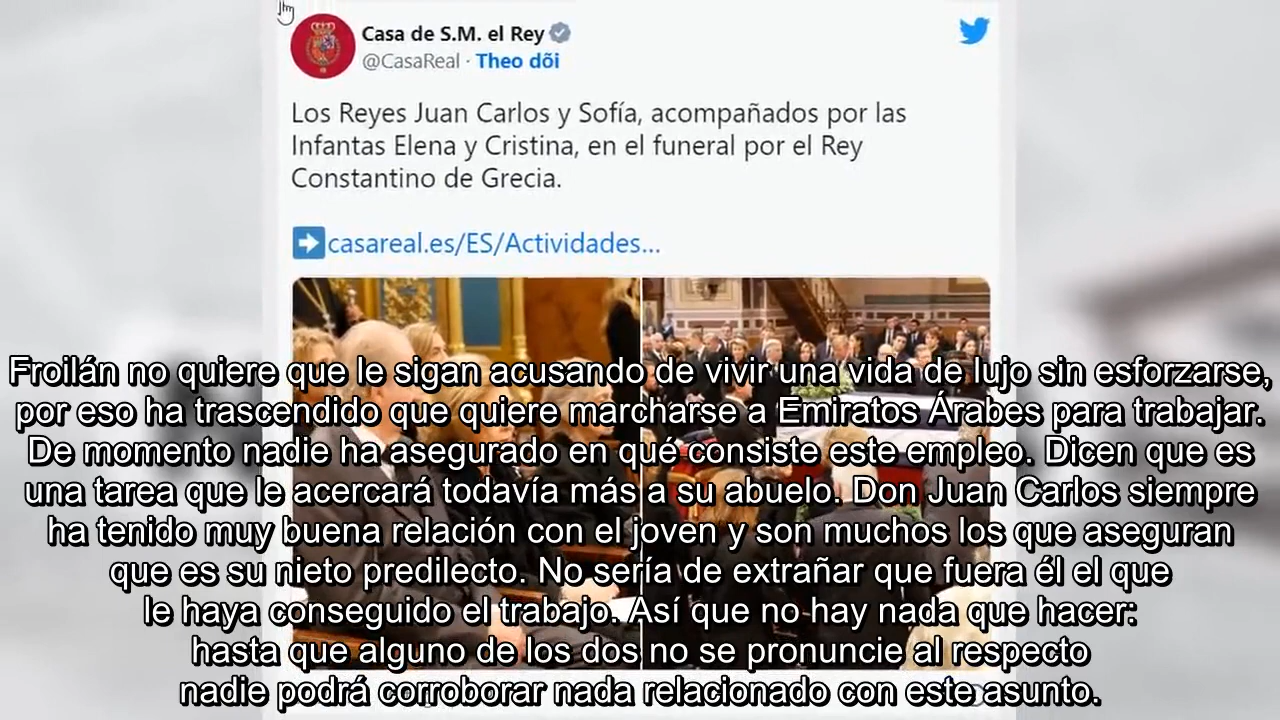 Casa de S.M. el Rey
@CasaReal · Theo dõi
Los Reyes Juan Carlos y Sofía, acompañados por las
Infantas Elena y Cristina, en el funeral por el Rey
Constantino de Grecia.
➡casareal.es/ES/Actividades...
Froilán no quiere que le sigan acusando de vivir una vida de lujo sin esforzarse,
por eso ha trascendido que quiere marcharse a Emiratos Árabes para trabajar.
De momento nadie ha asegurado en qué consiste este empleo. Dicen que es
una tarea que le acercará todavía más a su abuelo. Don Juan Carlos siempre
ha tenido muy buena relación con el joven y son muchos los que aseguran
que es su nieto predilecto. No sería de extrañar que fuera él el que
le haya conseguido el trabajo. Así que no hay nada que hacer:
hasta que alguno de los dos no se pronuncie al respecto
nadie podrá corroborar nada relacionado con este asunto.